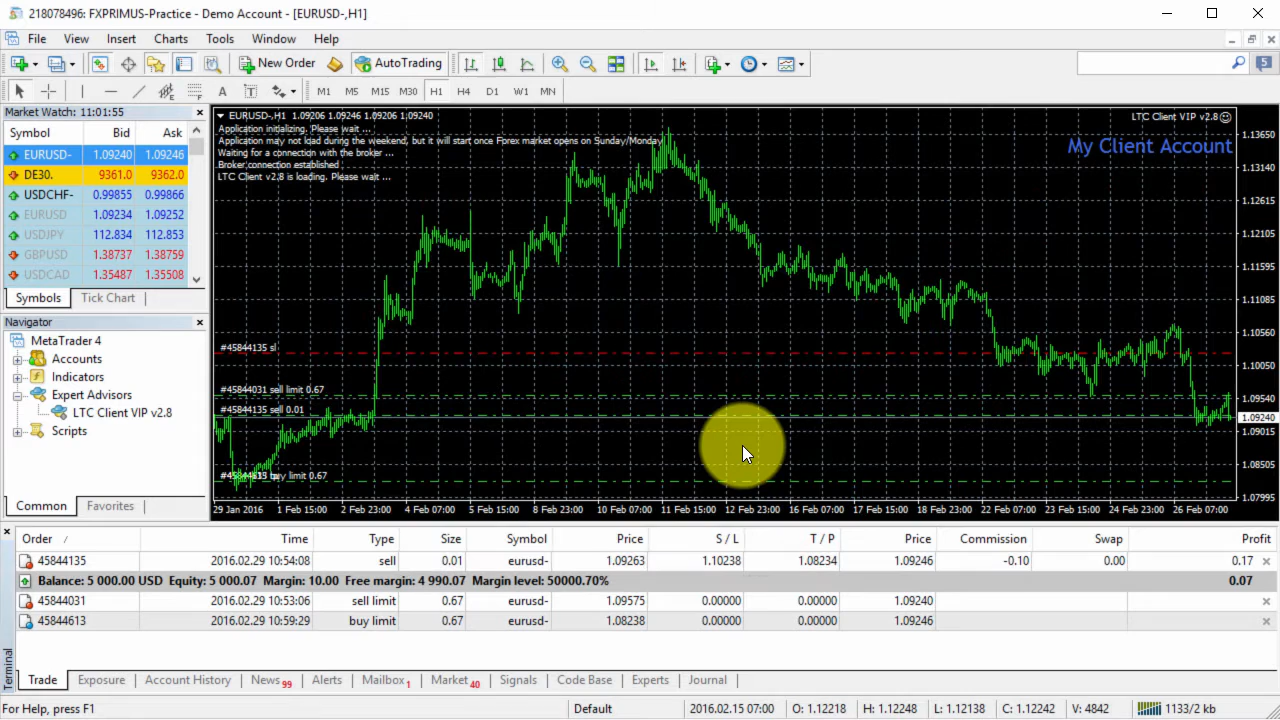 218078496: FXPRIMUS-Practice - Demo Account - [EURUSD-,H1]
File View Insert Charts Tools Window Help
New Order AutoTrading 5
A T M1 M5 M15 M30 H1 H4 D1 W1 MN
Market Watch: 11:01:55
Symbol Bid Ask
EURUSD- 1.09240 1.09246
DE30. 9361.0 9362.0
USDCHF- 0.99855 0.99866
EURUSD 1.09234 1.09252
USDJPY 112.834 112.853
GBPUSD 1.38737 1.38759
USDCAD 1.35487 1.35508
Symbols Tick Chart
Navigator
MetaTrader 4
Accounts
Indicators
Expert Advisors
LTC Client VIP v2.8
Scripts
Common Favorites
EURUSD-,H1 1.09206 1.09246 1.09206 1.09240
Application initializing. Please wait ...
Application may not load during the weekend, but it will start once Forex market opens on Sunday/Monday
Waiting for a connection with the broker ...
Broker connection established
LTC Client v2.8 is loading. Please wait ...
LTC Client VIP v2.8
My Client Account
1.13650
1.13140
1.12615
1.12105
1.11595
1.11085
1.10560
1.10050
1.09540
1.09240
1.09015
1.08505
1.07995
#45844135 sl
#45844031 sell limit 0.67
#45844135 sell 0.01
buy limit 0.67
29 Jan 2016 1 Feb 15:00 2 Feb 23:00 4 Feb 07:00 5 Feb 15:00 8 Feb 23:00 10 Feb 07:00 11 Feb 15:00 12 Feb 23:00 16 Feb 07:00 17 Feb 15:00 18 Feb 23:00 22 Feb 07:00 23 Feb 15:00 24 Feb 23:00 26 Feb 07:00
Order / Time Type Size Symbol Price S / L T / P Price Commission Swap Profit
45844135 2016.02.29 10:54:08 sell 0.01 eurusd- 1.09263 1.10238 1.08234 1.09246 -0.10 0.00 0.17
Balance: 5 000.00 USD Equity: 5 000.07 Margin: 10.00 Free margin: 4 990.07 Margin level: 50000.70% 0.07
45844031 2016.02.29 10:53:06 sell limit 0.67 eurusd- 1.09575 0.00000 0.00000 1.09240
45844613 2016.02.29 10:59:29 buy limit 0.67 eurusd- 1.08238 0.00000 0.00000 1.09246
Terminal
Trade Exposure Account History News 99 Alerts Mailbox 1 Market 40 Signals Code Base Experts Journal
For Help, press F1 Default 2016.02.15 07:00 O: 1.12218 H: 1.12248 L: 1.12138 C: 1.12242 V: 4842 1133/2 kb